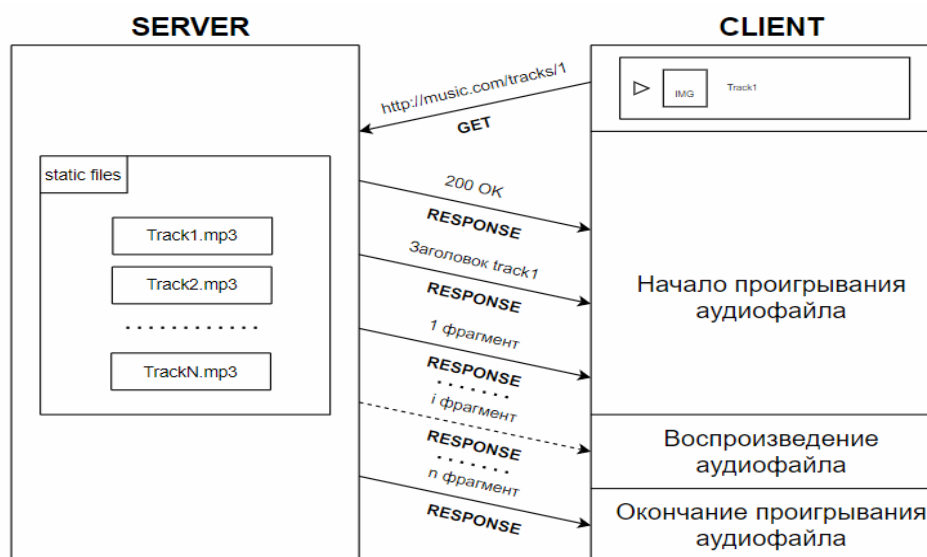 SERVER
CLIENT
http://music.com/tracks/1
GET
IMG
Track1
static files
Track1.mp3
Track2.mp3
............
TrackN.mp3
200 OK
RESPONSE
Заголовок track1
RESPONSE
1 фрагмент
RESPONSE
.......
i фрагмент
RESPONSE
.......
n фрагмент
RESPONSE
Начало проигрывания
аудиофайла
Воспроизведение
аудиофайла
Окончание проигрывания
аудиофайла